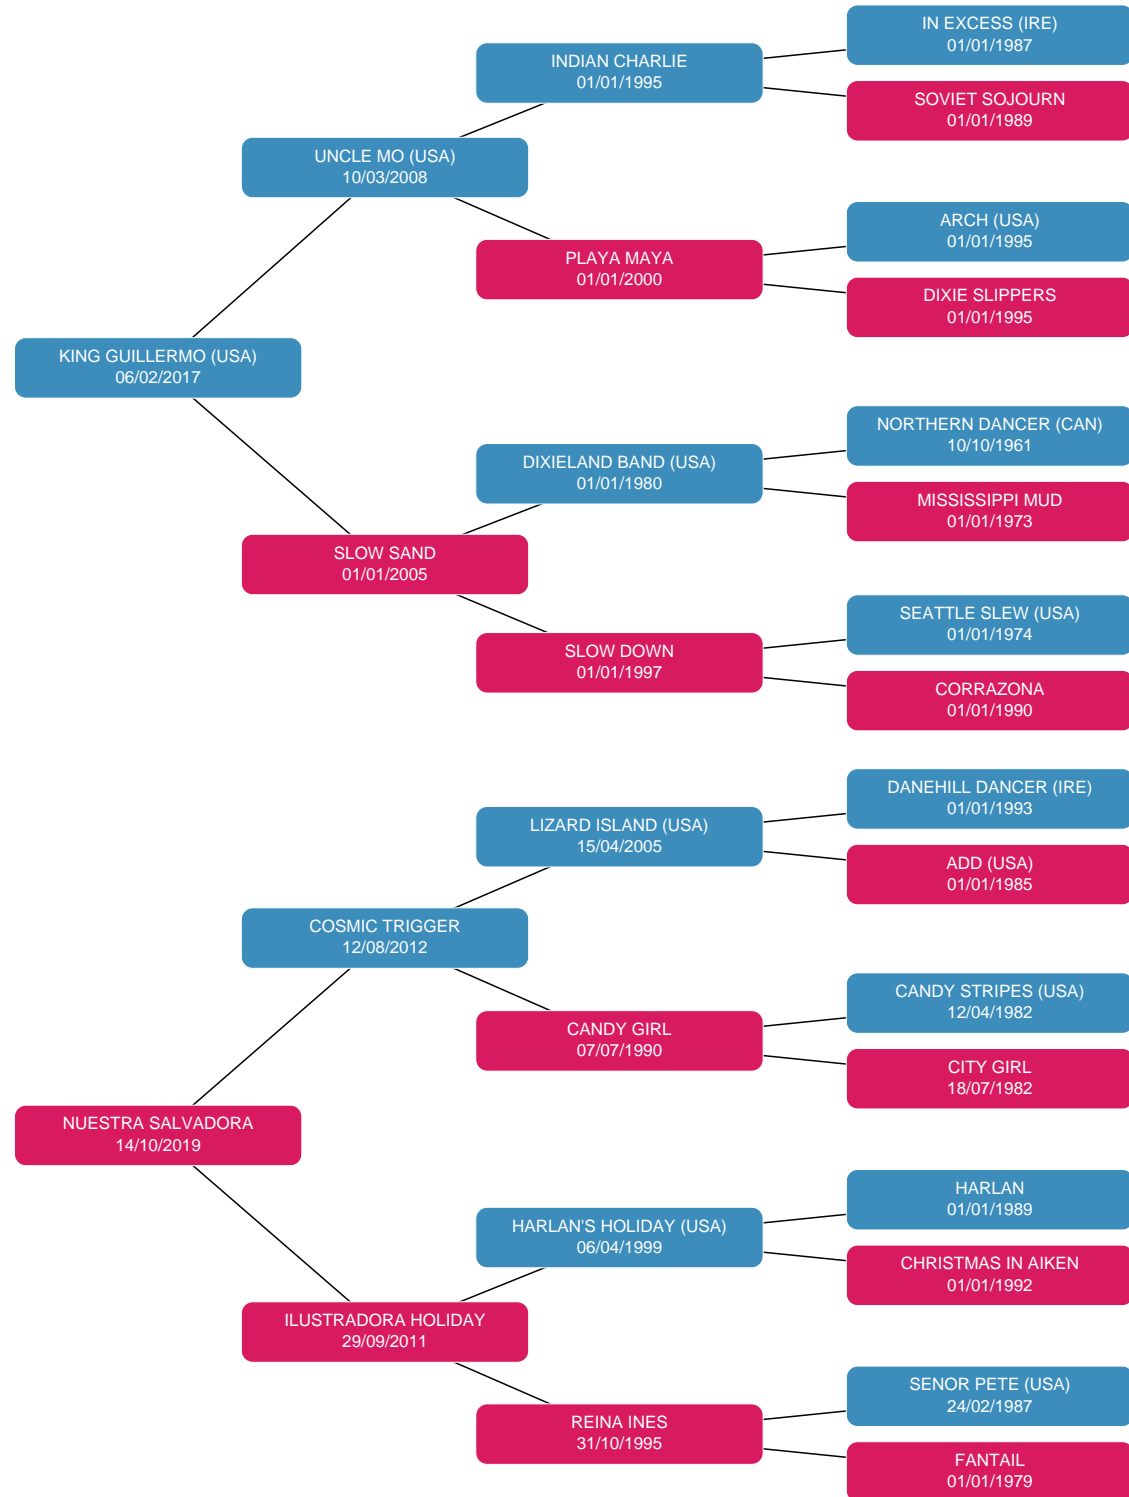 IN EXCESS (IRE)
01/01/1987
INDIAN CHARLIE
01/01/1995
SOVIET SOJOURN
01/01/1989
UNCLE MO (USA)
10/03/2008
ARCH (USA)
01/01/1995
PLAYA MAYA
01/01/2000
DIXIE SLIPPERS
01/01/1995
KING GUILLERMO (USA)
06/02/2017
NORTHERN DANCER (CAN)
10/10/1961
DIXIELAND BAND (USA)
01/01/1980
MISSISSIPPI MUD
01/01/1973
SLOW SAND
01/01/2005
SEATTLE SLEW (USA)
01/01/1974
SLOW DOWN
01/01/1997
CORRAZONA
01/01/1990
DANEHILL DANCER (IRE)
01/01/1993
LIZARD ISLAND (USA)
15/04/2005
ADD (USA)
01/01/1985
COSMIC TRIGGER
12/08/2012
CANDY STRIPES (USA)
12/04/1982
CANDY GIRL
07/07/1990
CITY GIRL
18/07/1982
NUESTRA SALVADORA
14/10/2019
HARLAN
01/01/1989
HARLAN'S HOLIDAY (USA)
06/04/1999
CHRISTMAS IN AIKEN
01/01/1992
ILUSTRADORA HOLIDAY
29/09/2011
SENOR PETE (USA)
24/02/1987
REINA INES
31/10/1995
FANTAIL
01/01/1979